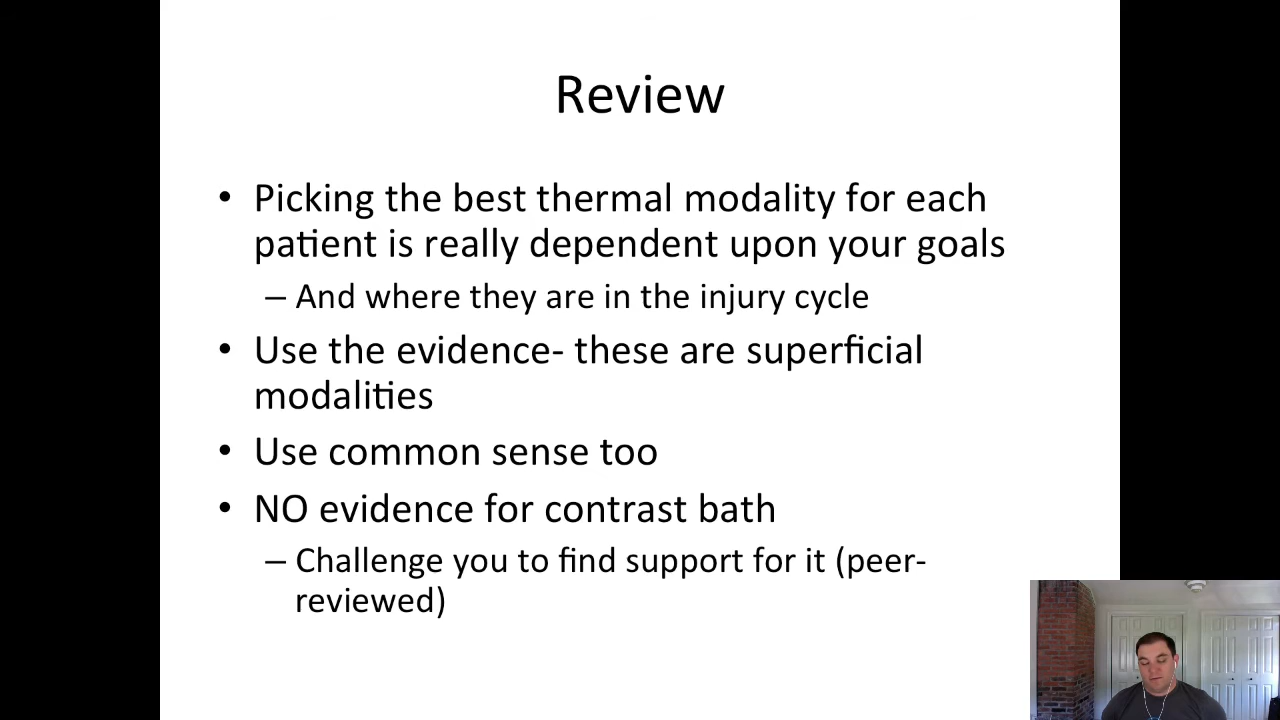 Review
• Picking the best thermal modality for each
patient is really dependent upon your goals
– And where they are in the injury cycle
• Use the evidence- these are superficial
modalities
• Use common sense too
• NO evidence for contrast bath
– Challenge you to find support for it (peer-
reviewed)